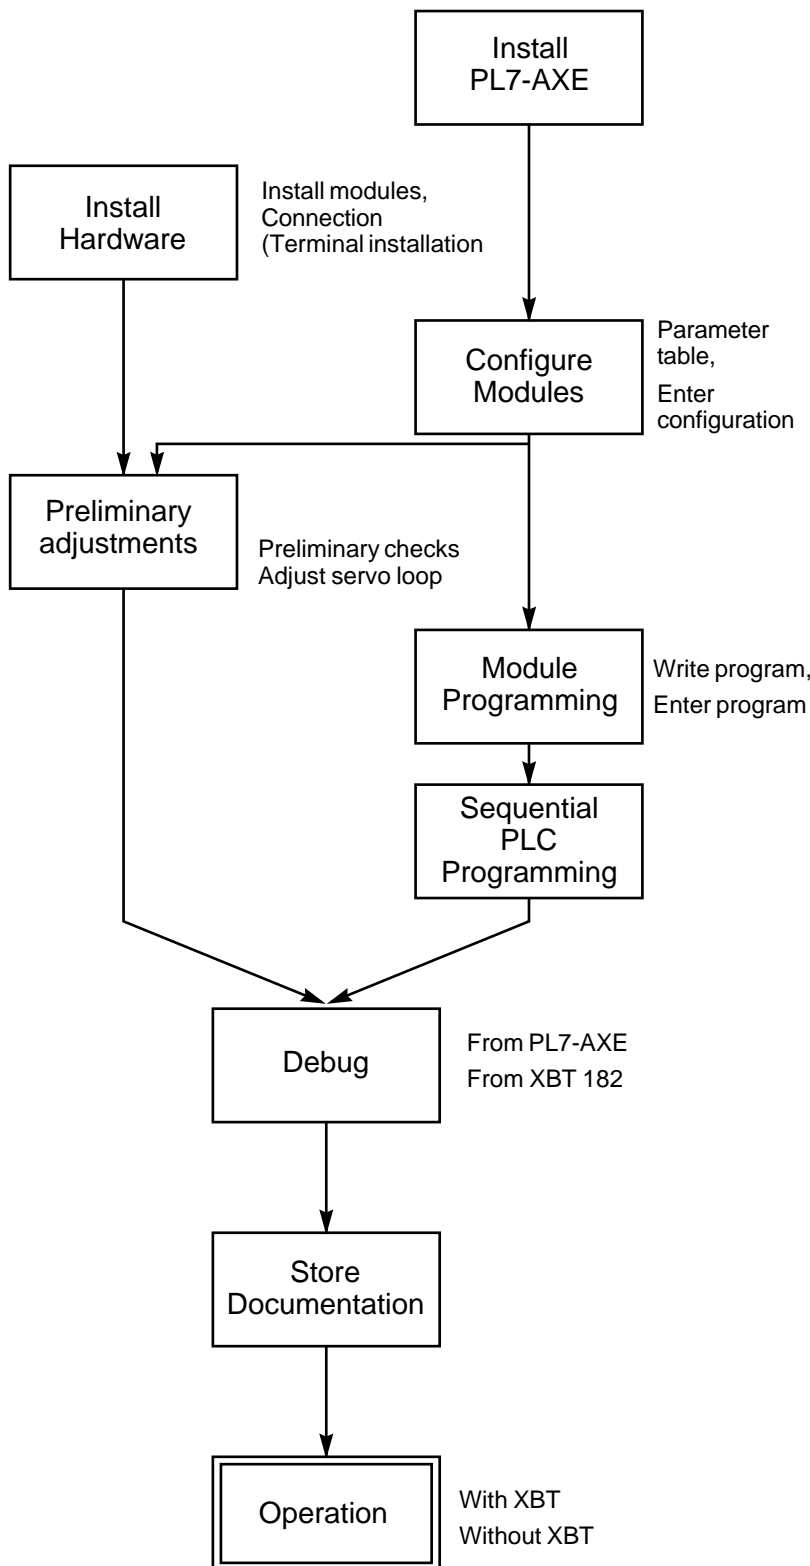 Install
PL7-AXE
Install
Hardware
Install modules,
Connection
(Terminal installation
Configure
Modules
Parameter
table,
Enter
configuration
Preliminary
adjustments
Preliminary checks
Adjust servo loop
Module
Programming
Write program,
Enter program
Sequential
PLC
Programming
Debug
From PL7-AXE
From XBT 182
Store
Documentation
Operation
With XBT
Without XBT